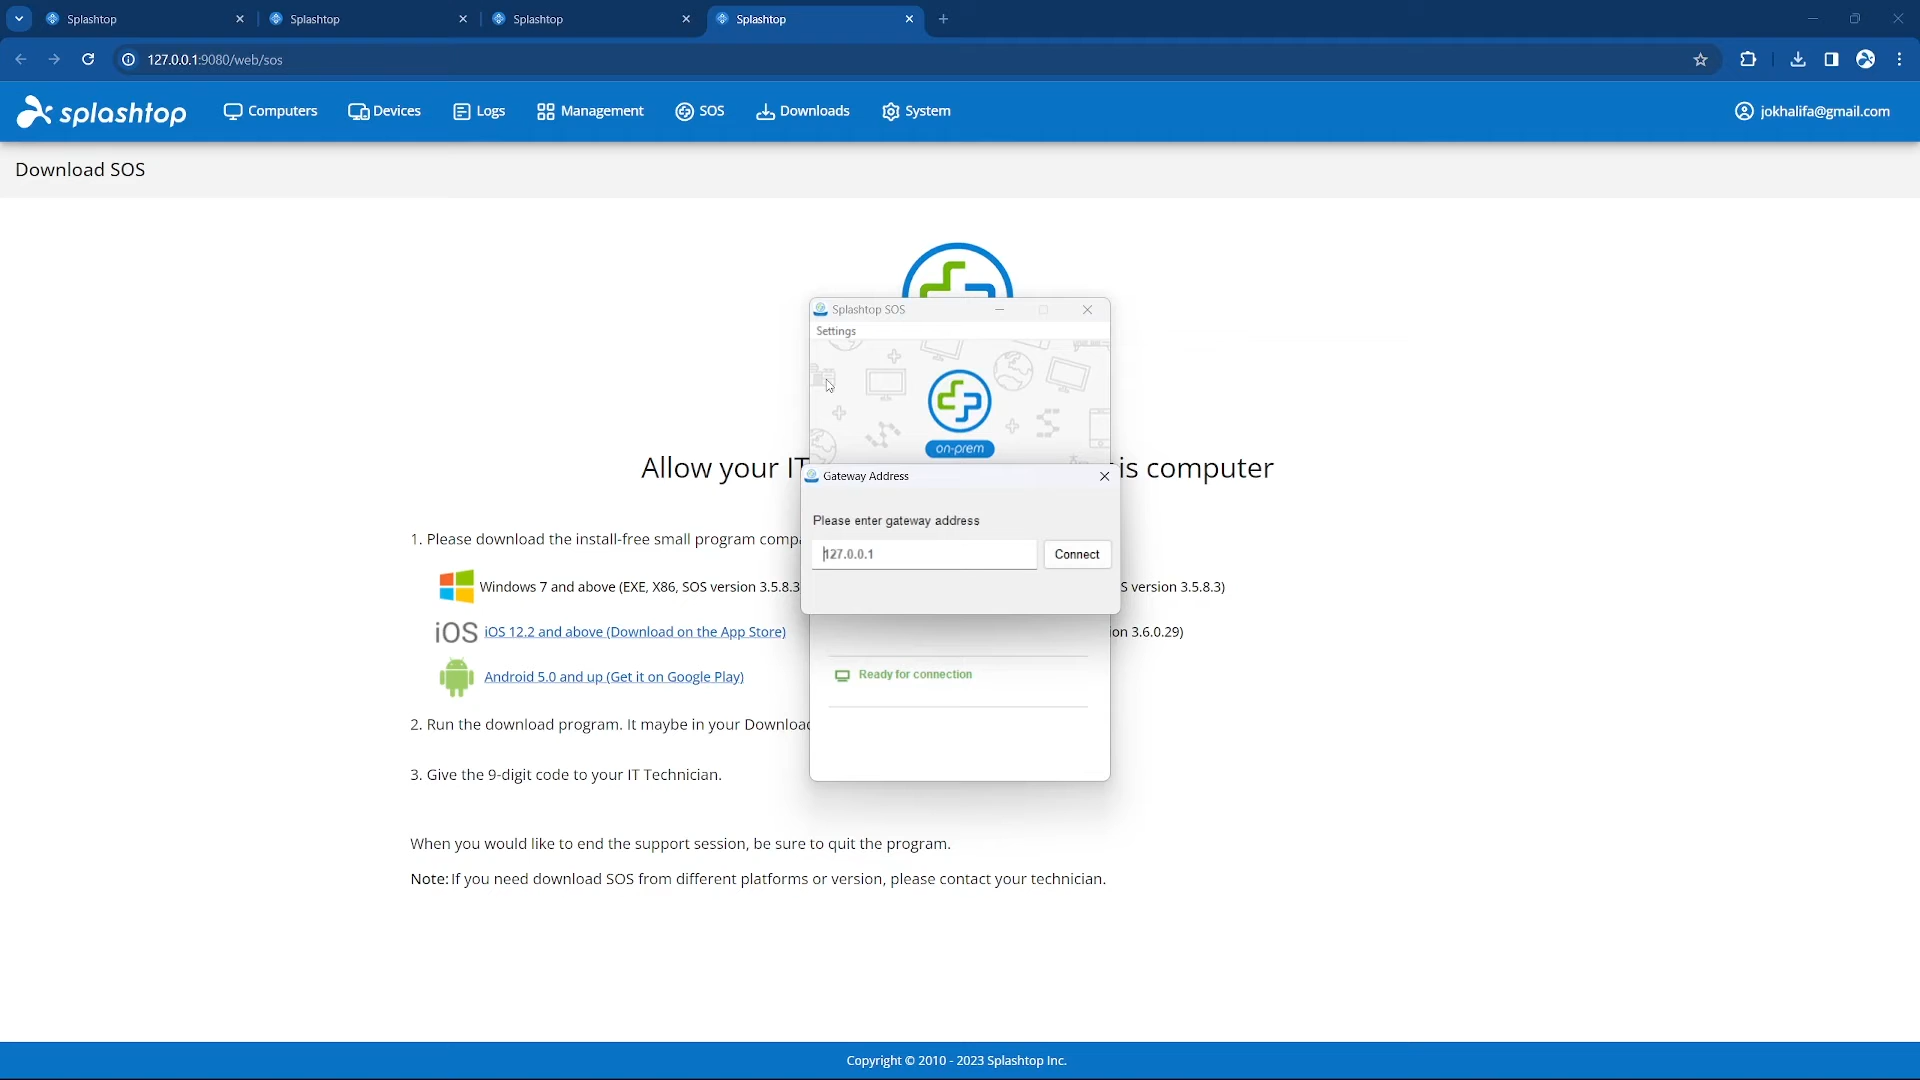 Splashtop
Splashtop
Splashtop
Splashtop
127.0.0.1:9080/web/sos
splashtop
Computers
Devices
Logs
Management
SOS
Downloads
System
jokhalifa@gmail.com
Download SOS
Splashtop SOS
Settings
on-prem
Allow your IT
is computer
Gateway Address
Please enter gateway address
127.0.0.1
Connect
1. Please download the install-free small program
Windows 7 and above (EXE, X86, SOS version 3.5.8.3
version 3.5.8.3)
iOS
iOS 12.2 and above (Download on the App Store)
3.6.0.29)
Android 5.0 and up (Get it on Google Play)
Ready for connection
2. Run the download program. It maybe in your
3. Give the 9-digit code to your IT Technician.
When you would like to end the support session, be sure to quit the program.
Note: If you need download SOS from different platforms or version, please contact your technician.
Copyright © 2010 - 2023 Splashtop Inc.